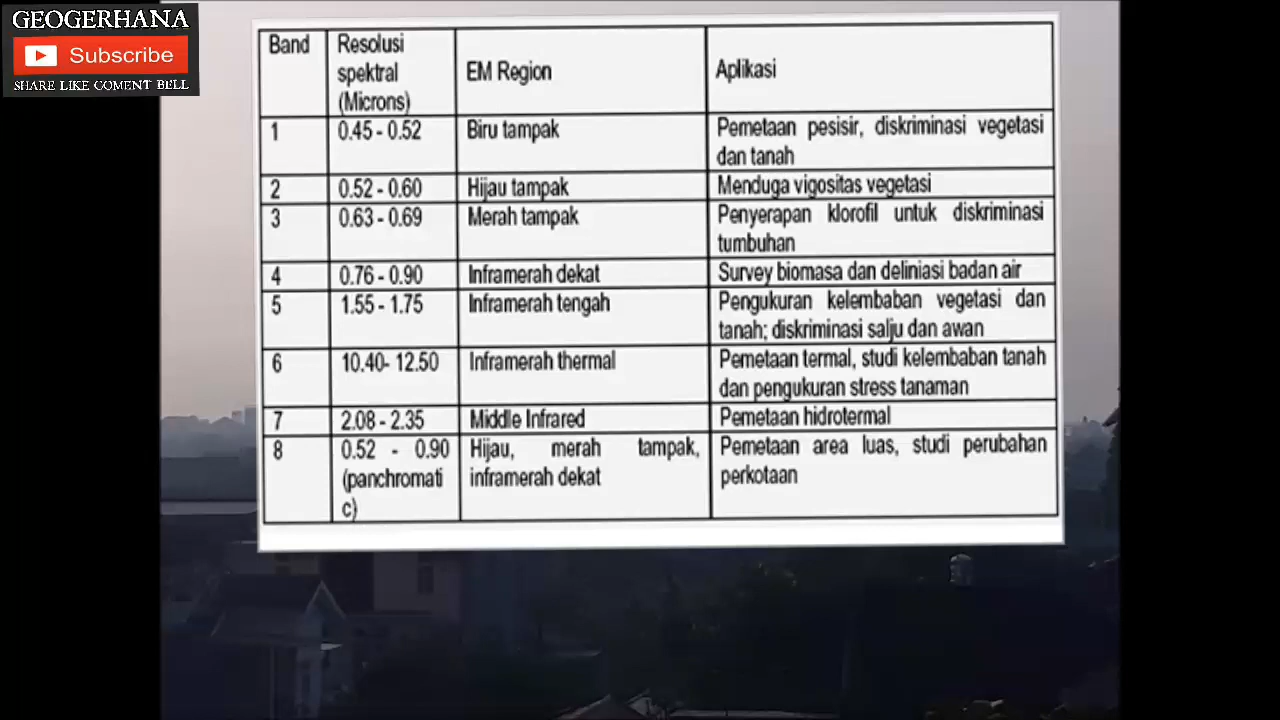 GEOGERHANA
Subscribe
SHARE LIKE COMENT BELL
Band
Resolusi
spektral
(Microns)
EM Region
Aplikasi
1
0.45 - 0.52
Biru tampak
Pemetaan pesisir, diskriminasi vegetasi
dan tanah
2
0.52 - 0.60
Hijau tampak
Menduga vigositas vegetasi
3
0.63 - 0.69
Merah tampak
Penyerapan klorofil untuk diskriminasi
tumbuhan
4
0.76 - 0.90
Inframerah dekat
Survey biomasa dan deliniasi badan air
5
1.55 - 1.75
Inframerah tengah
Pengukuran kelembaban vegetasi dan
tanah; diskriminasi salju dan awan
6
10.40- 12.50
Inframerah thermal
Pemetaan termal, studi kelembaban tanah
dan pengukuran stress tanaman
7
2.08 - 2.35
Middle Infrared
Pemetaan hidrotermal
8
0.52 - 0.90
(panchromati
c)
Hijau, merah tampak,
inframerah dekat
Pemetaan area luas, studi perubahan
perkotaan